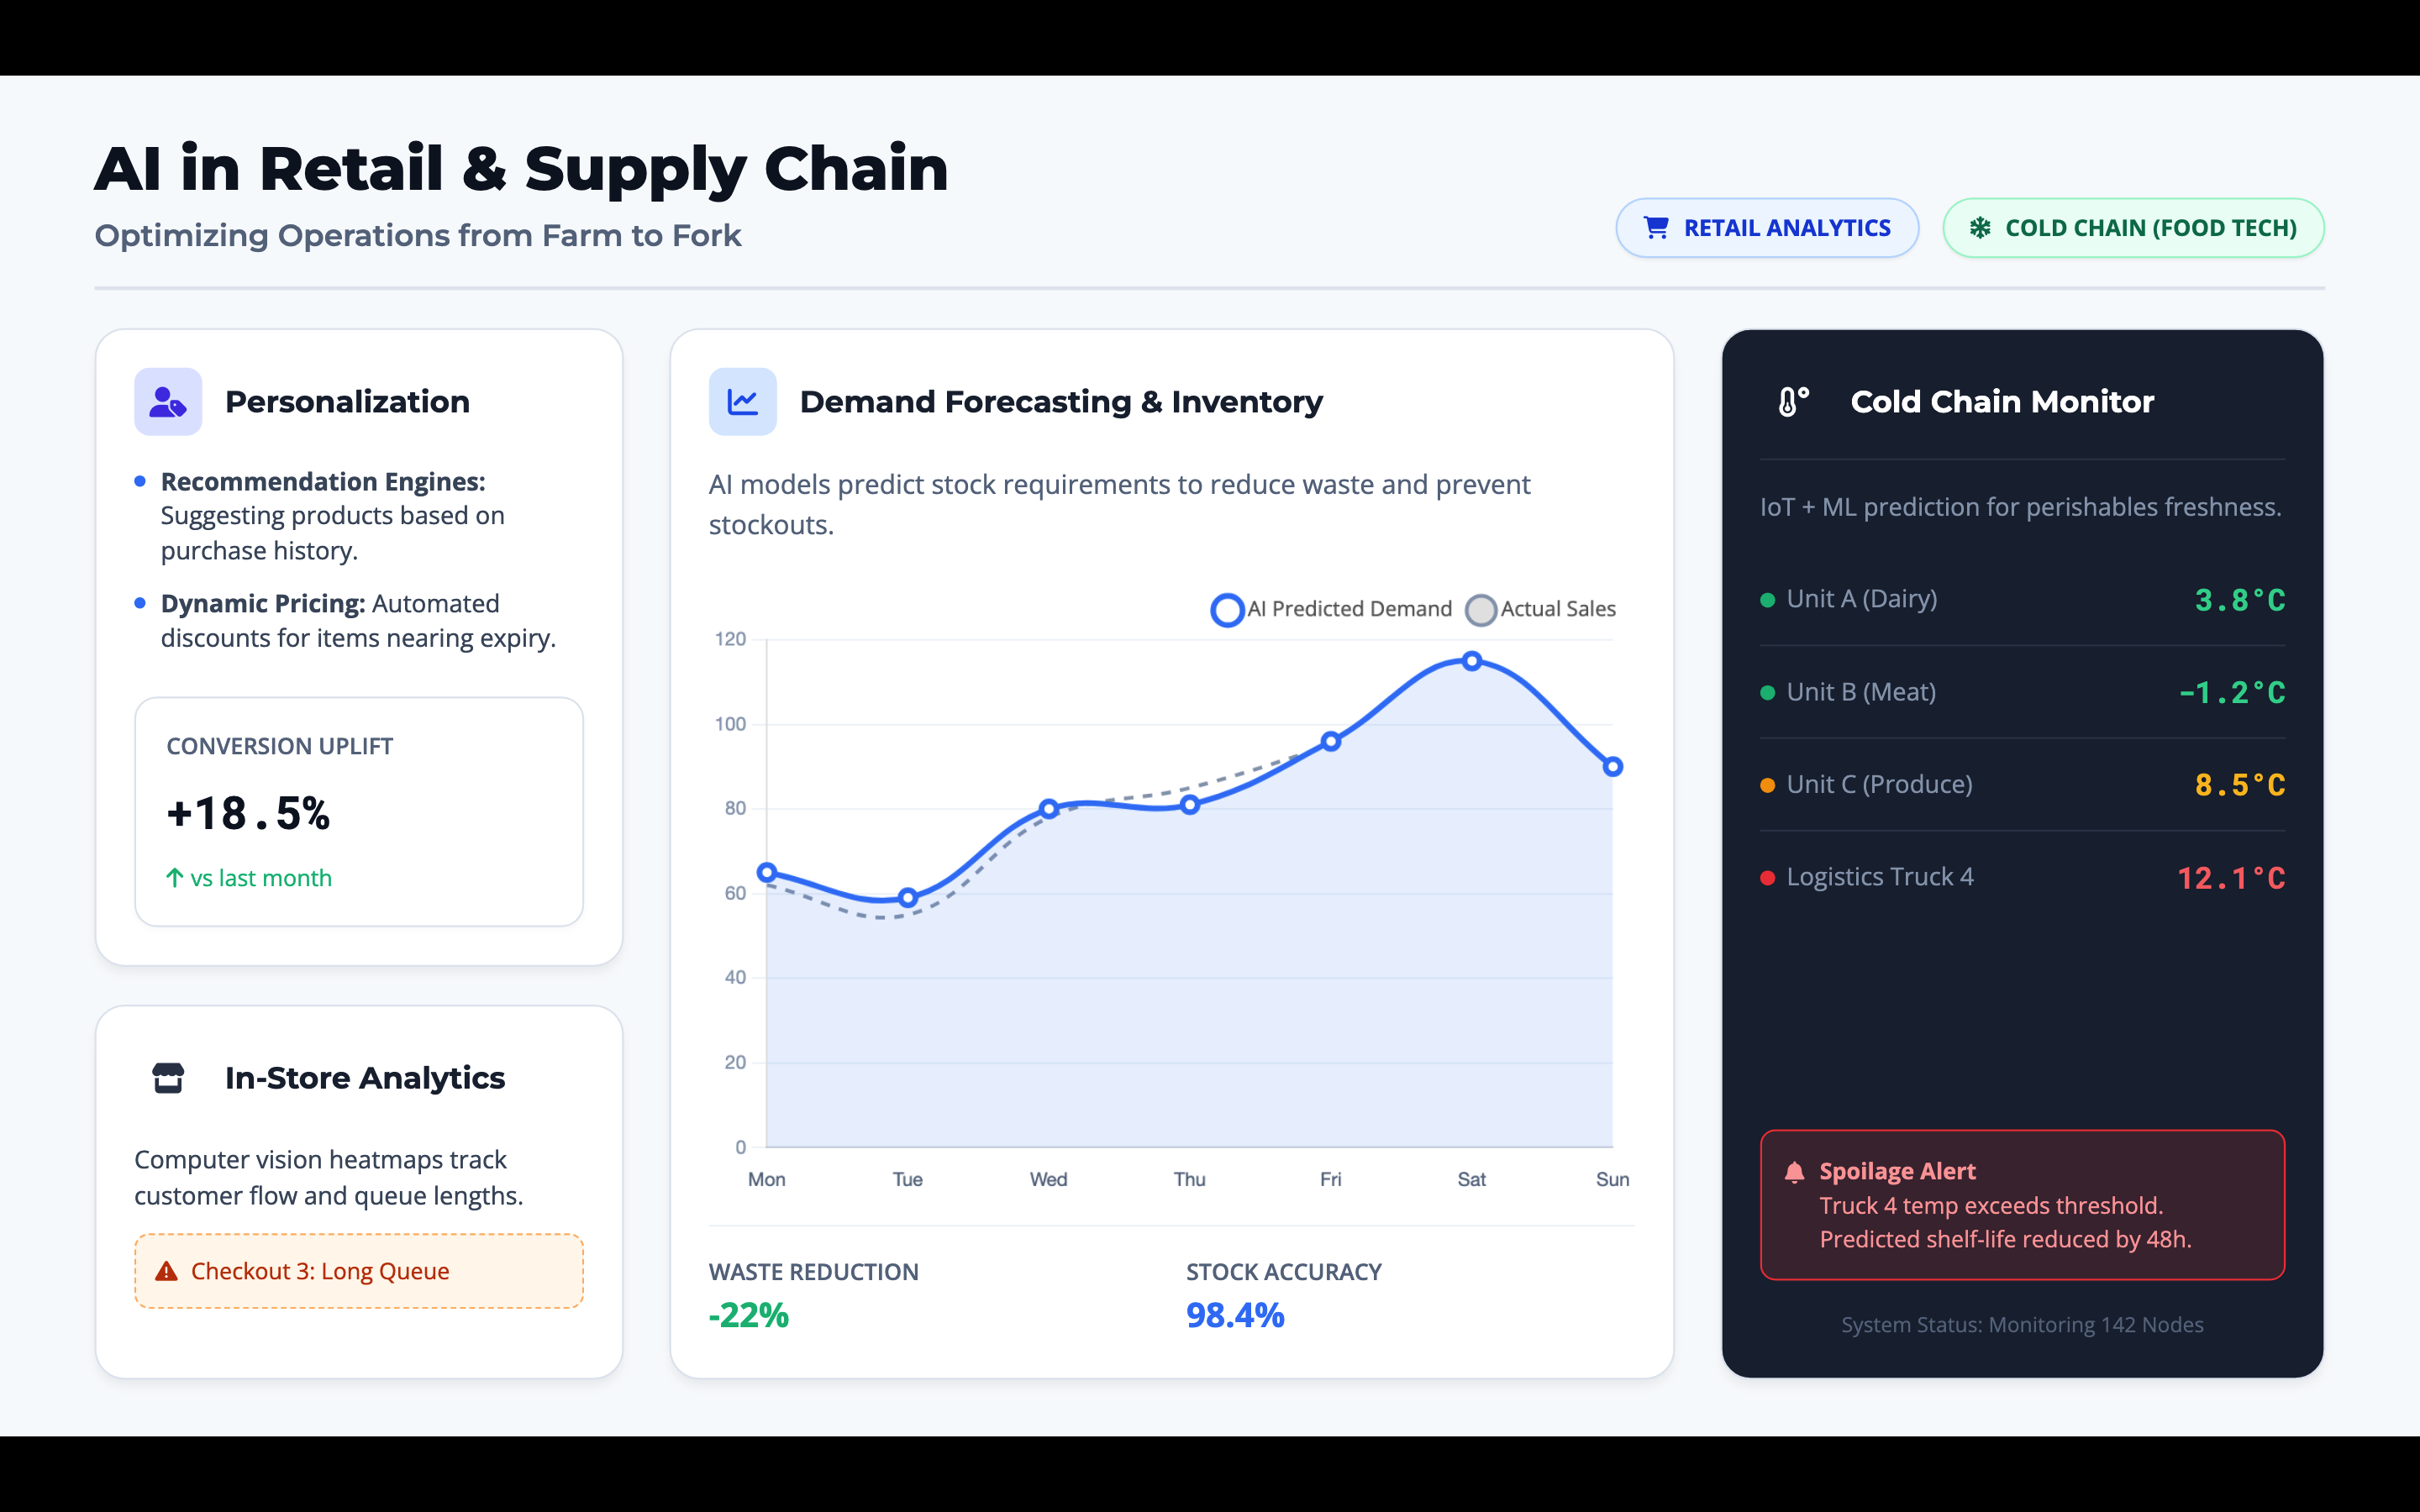 AI in Retail & Supply Chain
Optimizing Operations from Farm to Fork
RETAIL ANALYTICS
COLD CHAIN (FOOD TECH)
Personalization
Recommendation Engines:
Suggesting products based on
purchase history.
Dynamic Pricing: Automated
discounts for items nearing expiry.
CONVERSION UPLIFT
+18.5%
vs last month
In-Store Analytics
Computer vision heatmaps track
customer flow and queue lengths.
Checkout 3: Long Queue
Demand Forecasting & Inventory
AI models predict stock requirements to reduce waste and prevent
stockouts.
AI Predicted Demand
Actual Sales
120
100
80
60
40
20
0
Mon Tue Wed Thu Fri Sat Sun
WASTE REDUCTION
-22%
STOCK ACCURACY
98.4%
Cold Chain Monitor
IoT + ML prediction for perishables freshness.
Unit A (Dairy) 3.8°C
Unit B (Meat) -1.2°C
Unit C (Produce) 8.5°C
Logistics Truck 4 12.1°C
Spoilage Alert
Truck 4 temp exceeds threshold.
Predicted shelf-life reduced by 48h.
System Status: Monitoring 142 Nodes